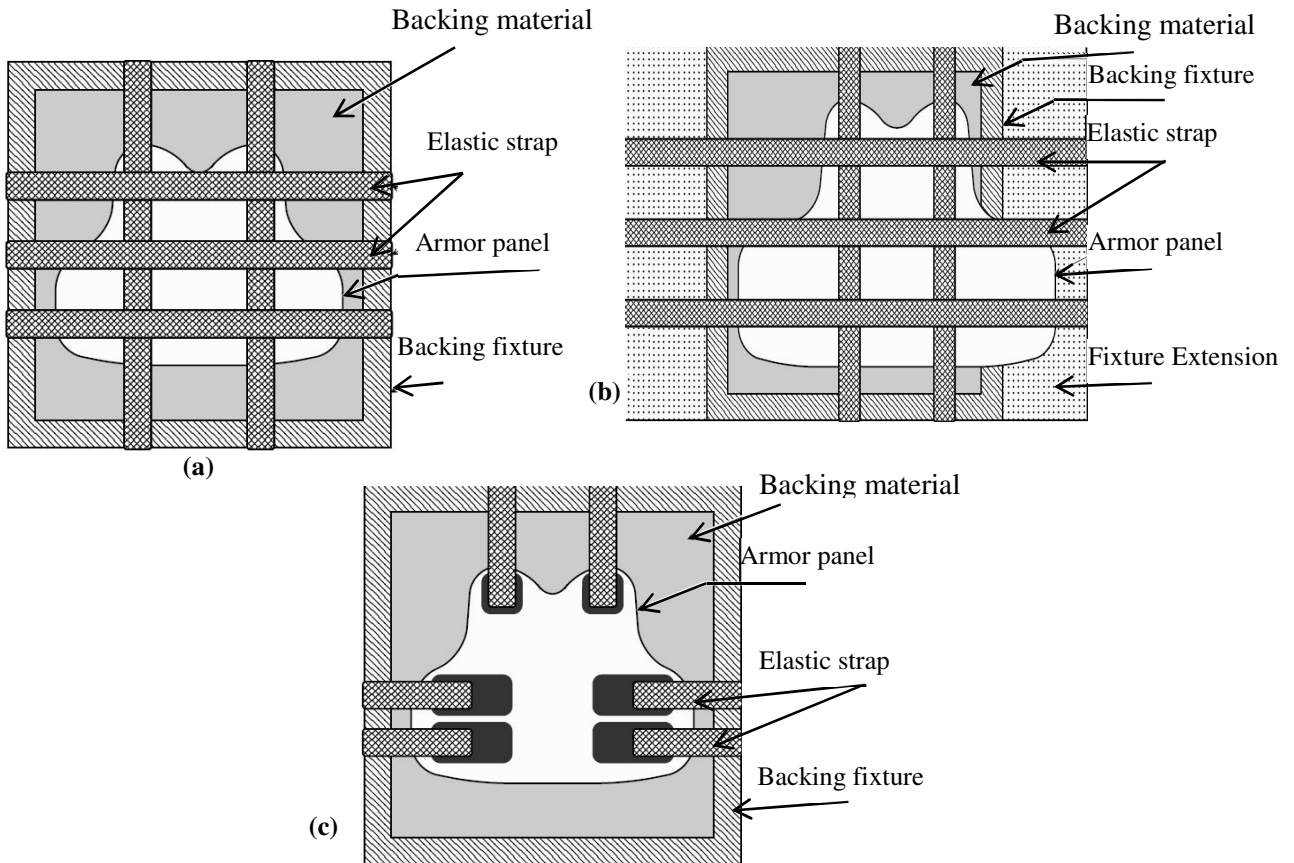 Backing material
Elastic strap
Armor panel
Backing fixture
(a)
Backing material
Backing fixture
Elastic strap
Armor panel
Fixture Extension
(b)
Backing material
Armor panel
Elastic strap
Backing fixture
(c)